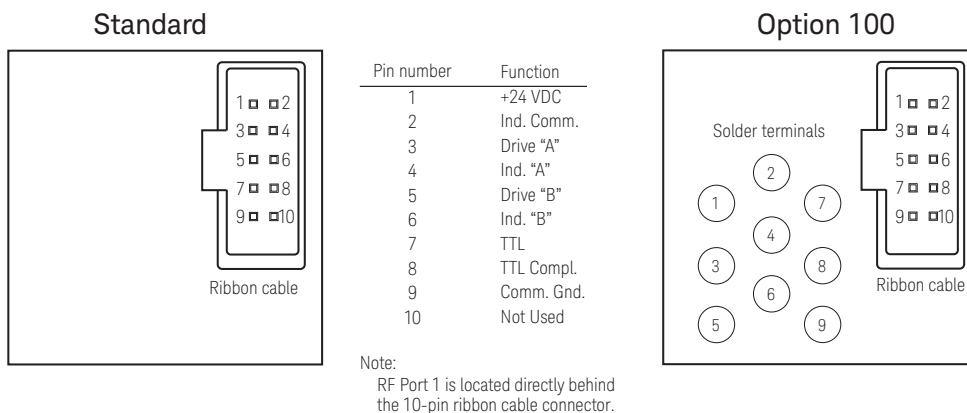 Standard
1 2
3 4
5 6
7 8
9 10
Ribbon cable
Pin number Function
1 +24 VDC
2 Ind. Comm.
3 Drive “A”
4 Ind. “A”
5 Drive “B”
6 Ind. “B”
7 TTL
8 TTL Compl.
9 Comm. Gnd.
10 Not Used
Note:
RF Port 1 is located directly behind
the 10-pin ribbon cable connector.
Option 100
Solder terminals
2
1 7
4
3 8
6
5 9
1 2
3 4
5 6
7 8
9 10
Ribbon cable